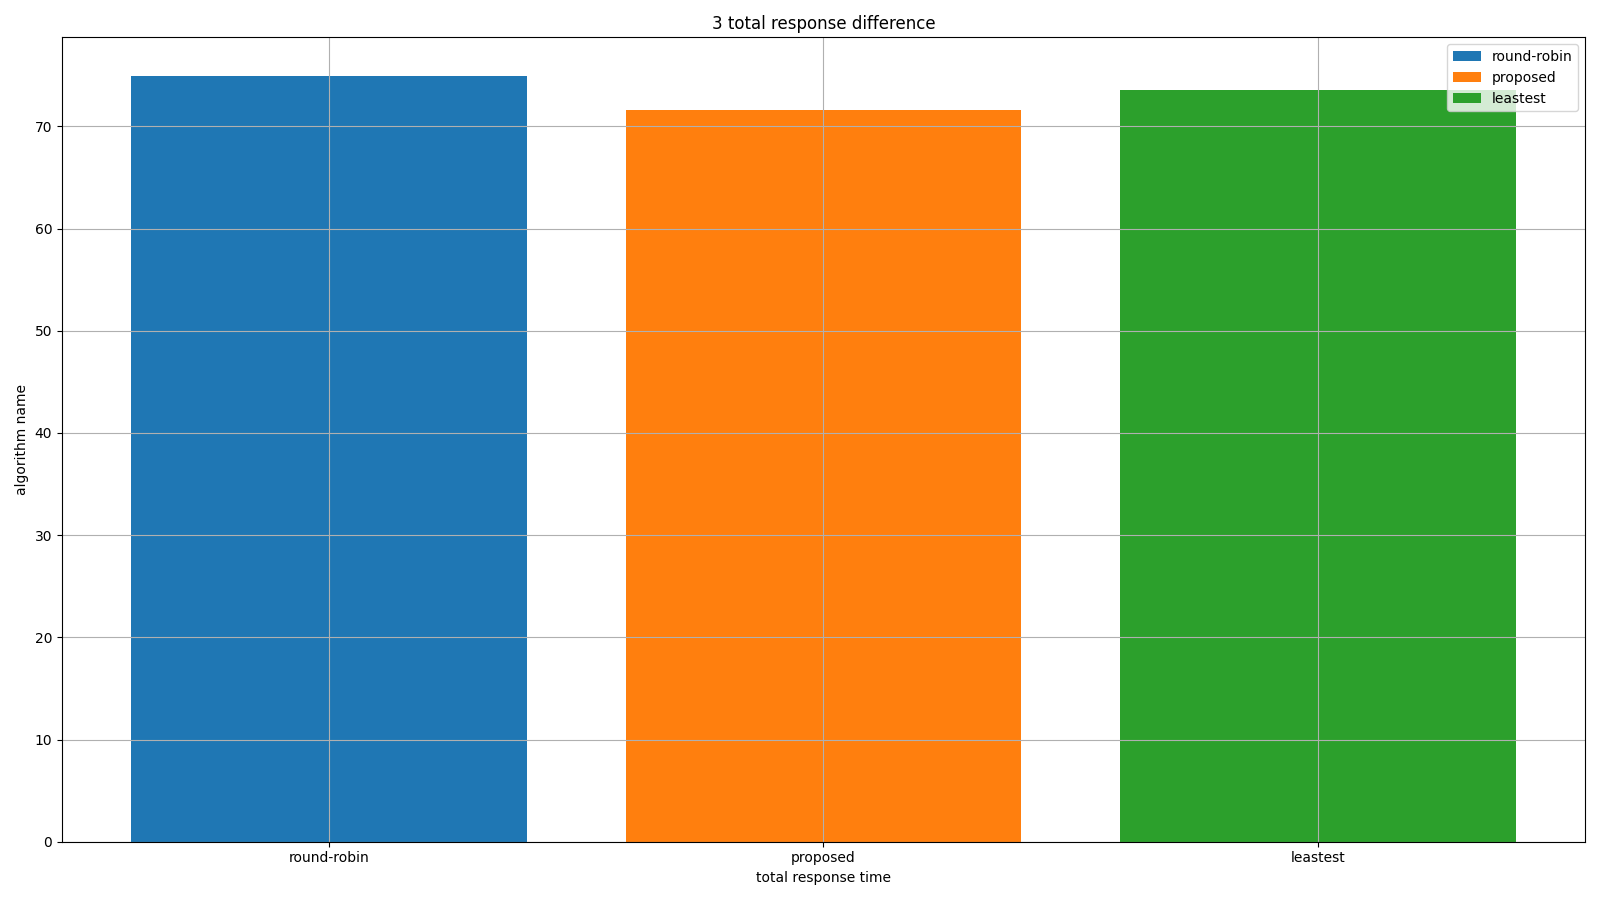 3 total response difference
round-robin
proposed
leastest
70
60
50
40
30
20
10
0
algorithm name
round-robin proposed leastest
total response time